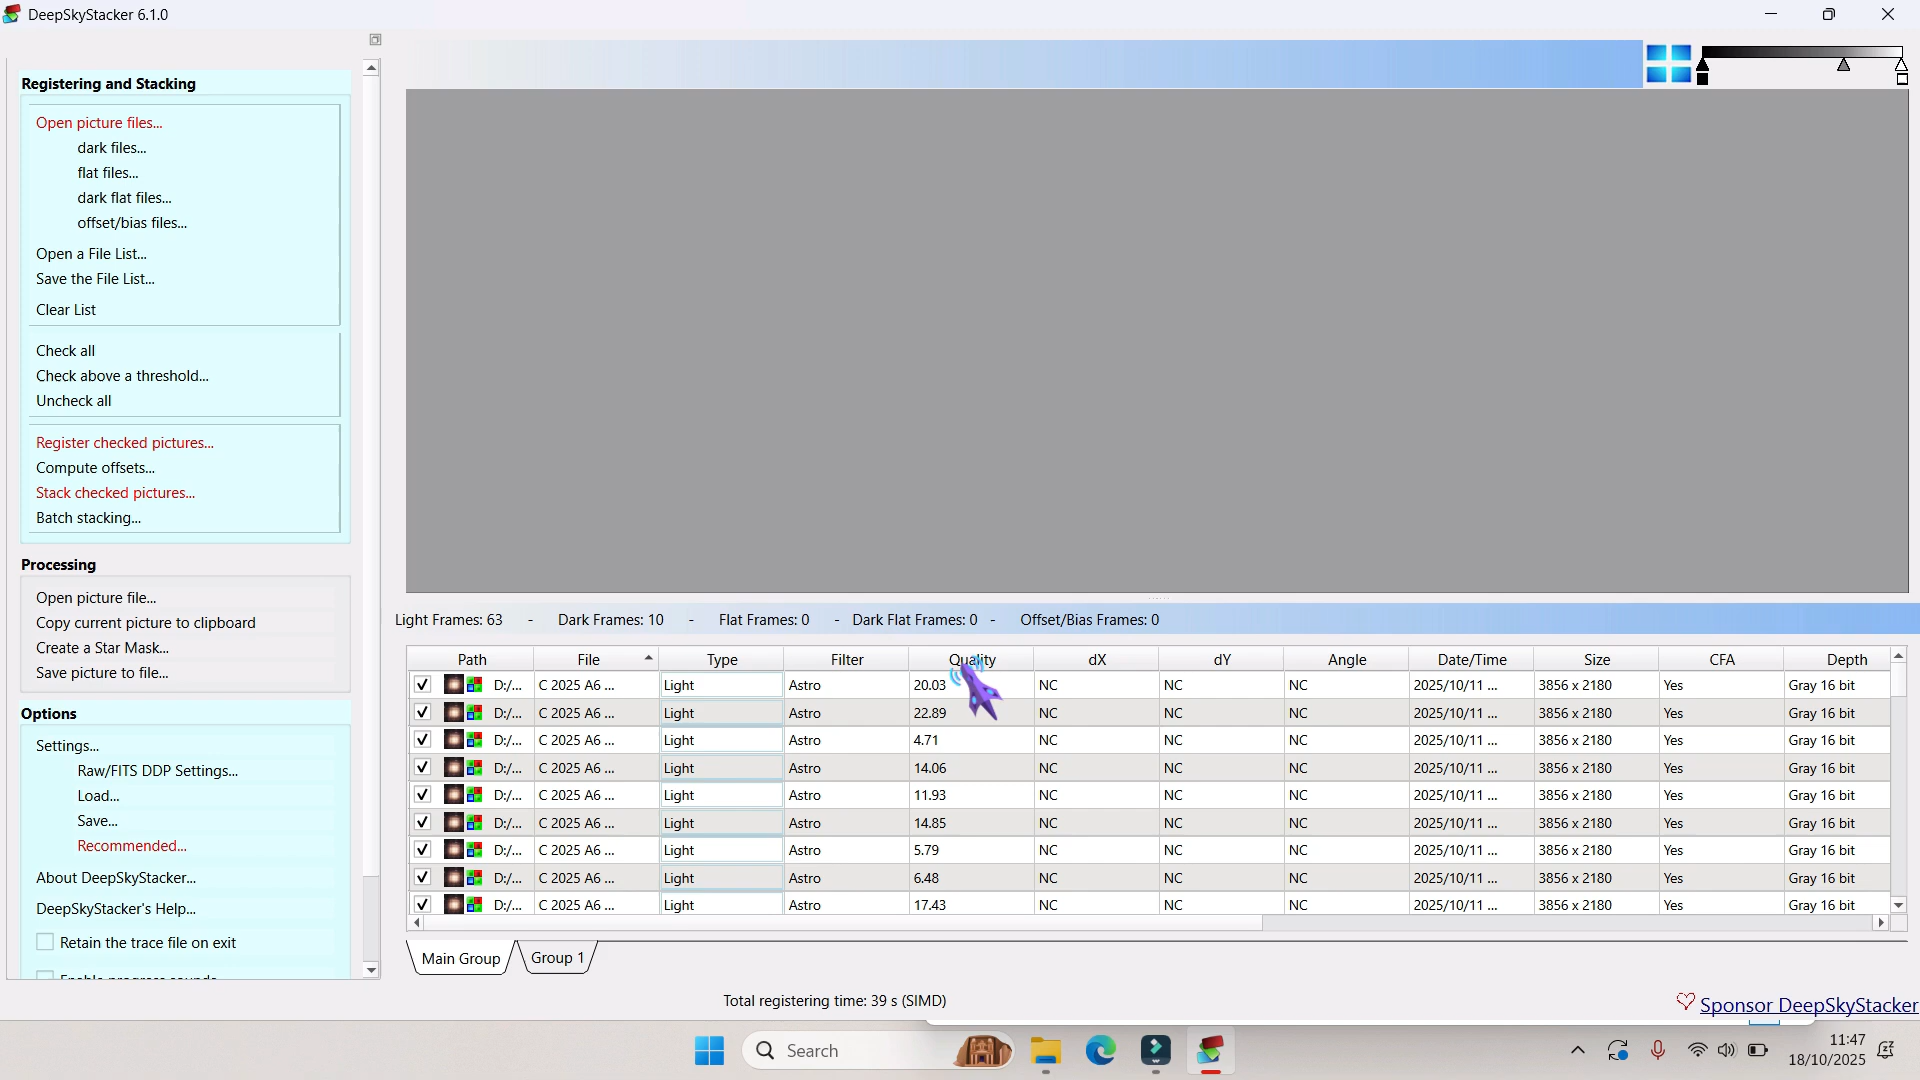 DeepSkyStacker 6.1.0
Registering and Stacking
Open picture files...
dark files...
flat files...
dark flat files...
offset/bias files...
Open a File List...
Save the File List...
Clear List
Check all
Check above a threshold...
Uncheck all
Register checked pictures...
Compute offsets...
Stack checked pictures...
Batch stacking...
Processing
Open picture file...
Copy current picture to clipboard
Create a Star Mask...
Save picture to file...
Options
Settings...
Raw/FITS DDP Settings...
Load...
Save...
Recommended...
About DeepSkyStacker...
DeepSkyStacker's Help...
Retain the trace file on exit
Light Frames: 63 - Dark Frames: 10 - Flat Frames: 0 - Dark Flat Frames: 0 - Offset/Bias Frames: 0
Path File Type Filter Quality dX dY Angle Date/Time Size CFA Depth
D:/... C 2025 A6 ... Light Astro 20.03 NC NC NC 2025/10/11 ... 3856 x 2180 Yes Gray 16 bit
D:/... C 2025 A6 ... Light Astro 22.89 NC NC NC 2025/10/11 ... 3856 x 2180 Yes Gray 16 bit
D:/... C 2025 A6 ... Light Astro 4.71 NC NC NC 2025/10/11 ... 3856 x 2180 Yes Gray 16 bit
D:/... C 2025 A6 ... Light Astro 14.06 NC NC NC 2025/10/11 ... 3856 x 2180 Yes Gray 16 bit
D:/... C 2025 A6 ... Light Astro 11.93 NC NC NC 2025/10/11 ... 3856 x 2180 Yes Gray 16 bit
D:/... C 2025 A6 ... Light Astro 14.85 NC NC NC 2025/10/11 ... 3856 x 2180 Yes Gray 16 bit
D:/... C 2025 A6 ... Light Astro 5.79 NC NC NC 2025/10/11 ... 3856 x 2180 Yes Gray 16 bit
D:/... C 2025 A6 ... Light Astro 6.48 NC NC NC 2025/10/11 ... 3856 x 2180 Yes Gray 16 bit
D:/... C 2025 A6 ... Light Astro 17.43 NC NC NC 2025/10/11 ... 3856 x 2180 Yes Gray 16 bit
Main Group Group 1
Total registering time: 39 s (SIMD)
Sponsor DeepSkyStacker
Search
11:47
18/10/2025